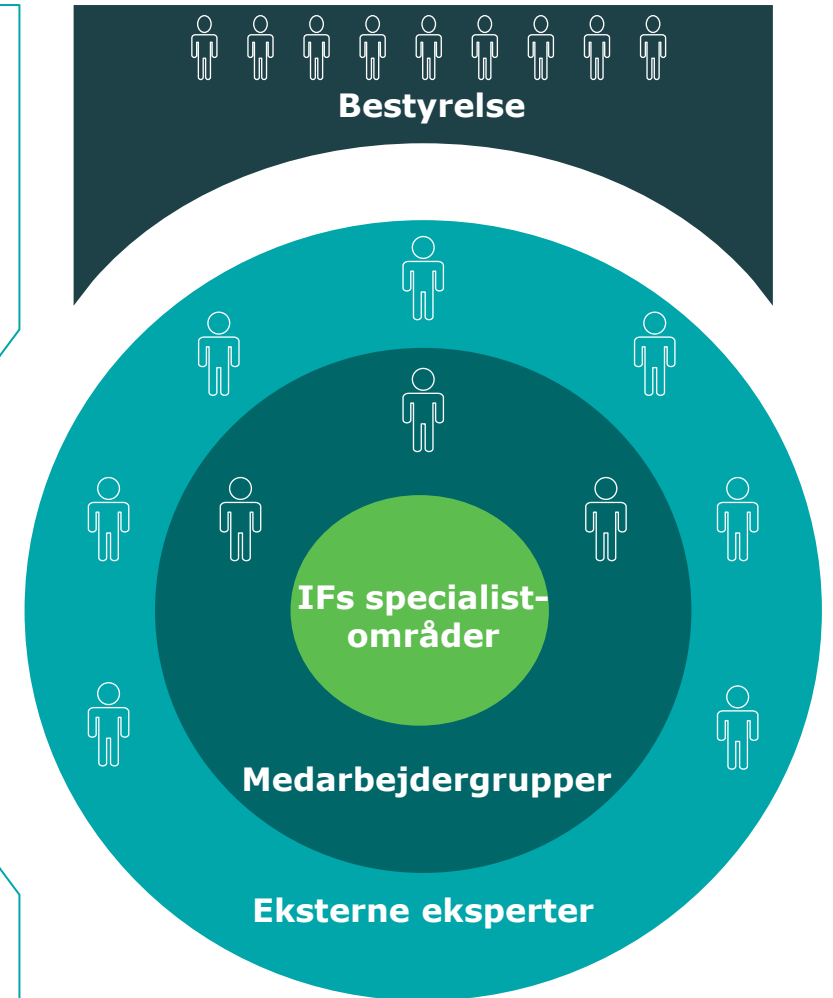 Bestyrelse
IFs specialist-
områder
Medarbejdergrupper
Eksterne eksperter